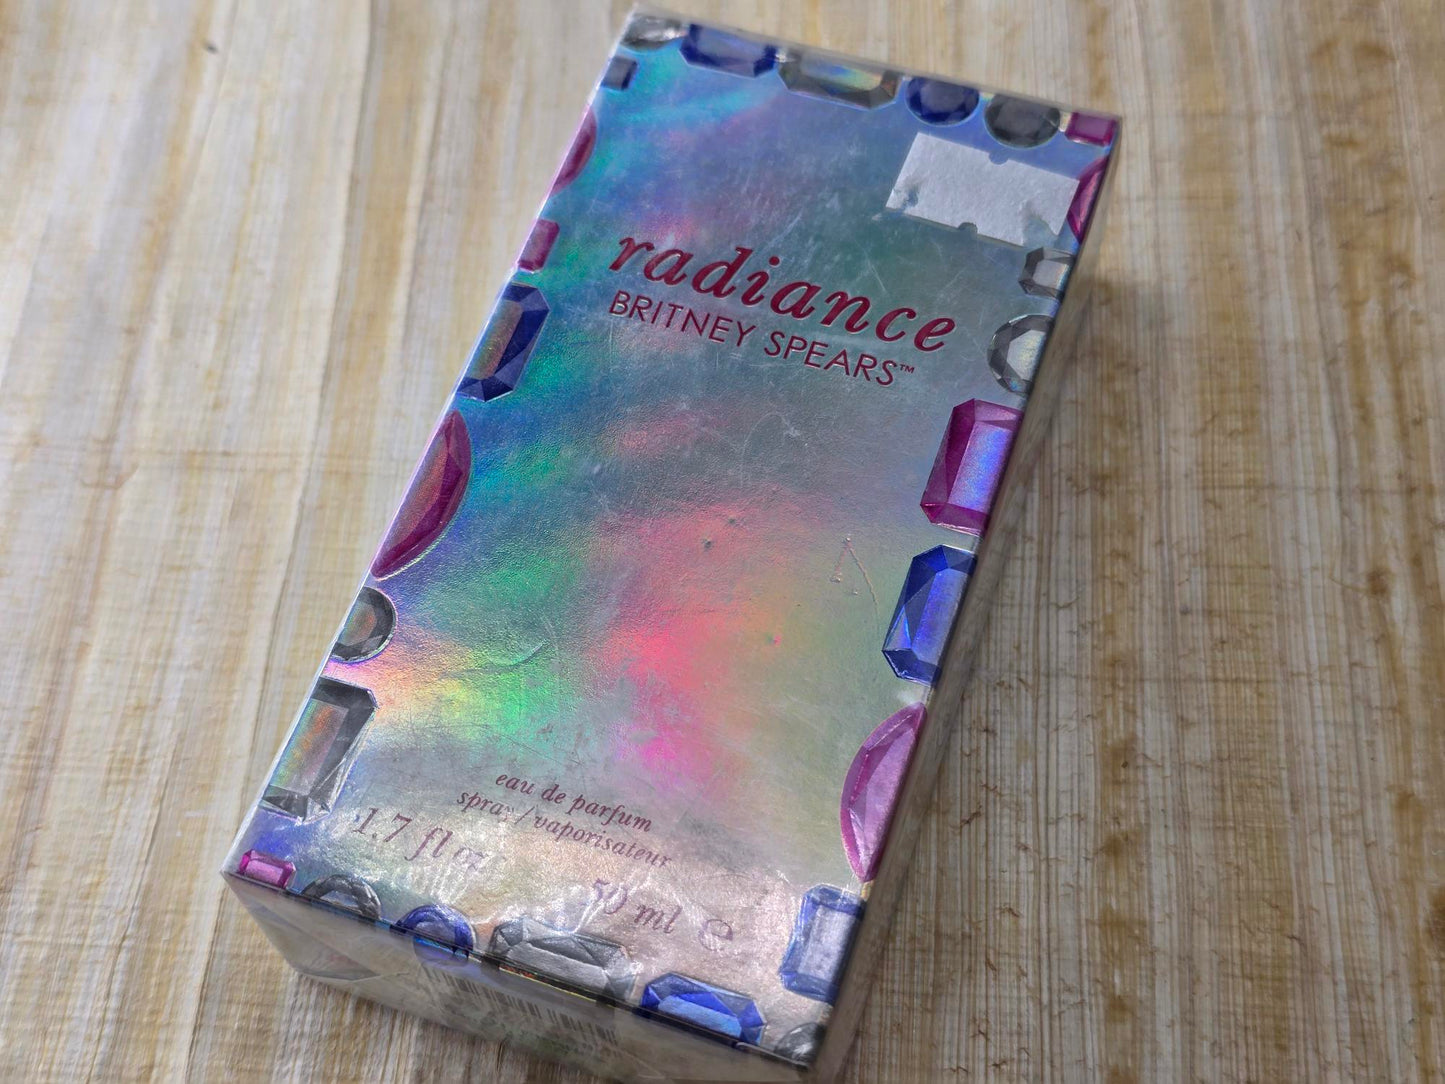 radiance
BRITNEY SPEARS™
eau de parfum
spray / vaporisateur
1.7 fl oz
50 ml e